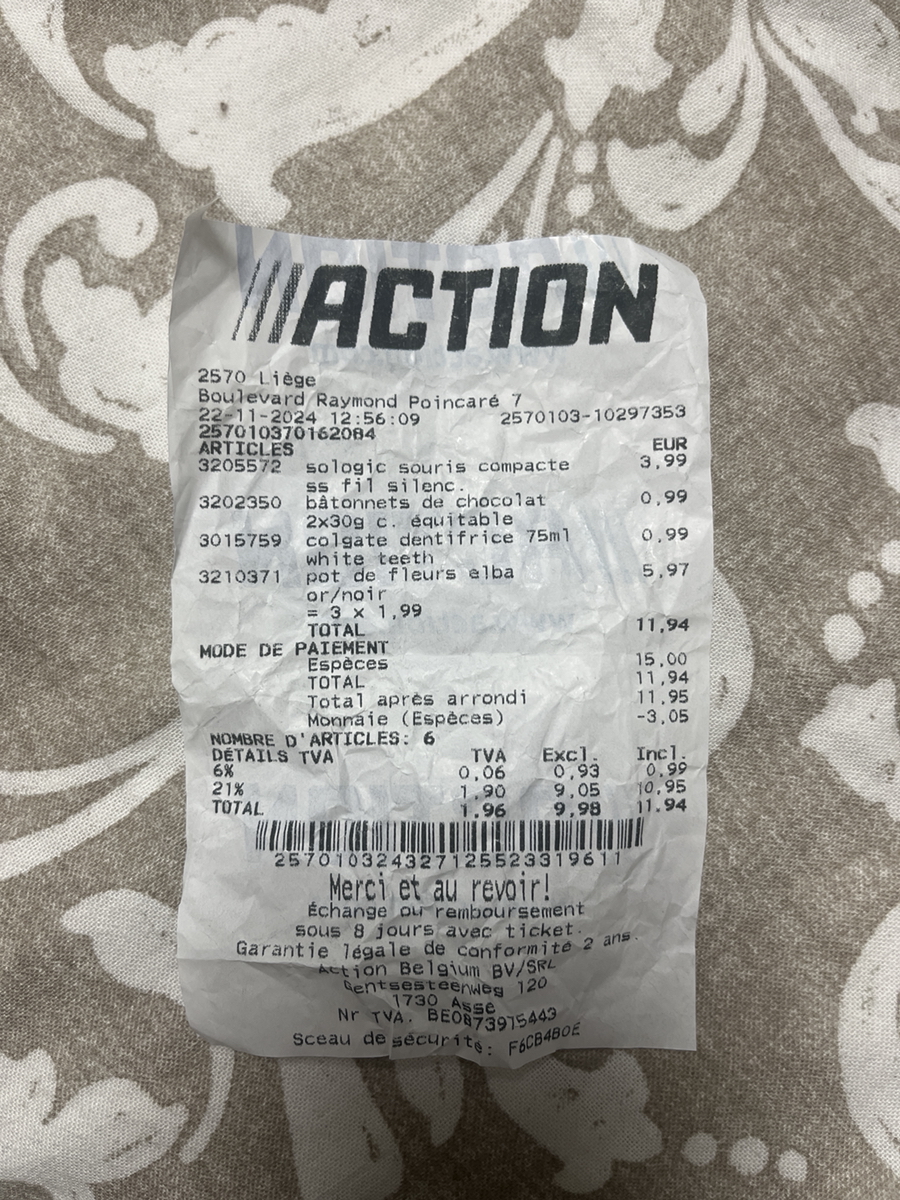 ACTION
2570 Liège
Boulevard Raymond Poincaré 7
22-11-2024 12:56:09 2570103-10297353
257010370162084
ARTICLES EUR
3205572 sologic souris compacte 3,99
ss fil silenc.
3202350 bâtonnets de chocolat 0,99
2x30g c. équitable
3015759 colgate dentifrice 75ml 0,99
white teeth
3210371 pot de fleurs elba 5,97
or/noir
= 3 x 1,99
TOTAL 11,94
MODE DE PAIEMENT
Espèces 15,00
TOTAL 11,94
Total après arrondi 11,95
Monnaie (Espèces) -3,05
NOMBRE D'ARTICLES: 6
DÉTAILS TVA TVA Excl. Incl.
6% 0,06 0,93 0,99
21% 1,90 9,05 10,95
TOTAL 1,96 9,98 11,94
257010324327125523319611
Merci et au revoir!
Échange ou remboursement
sous 8 jours avec ticket.
Garantie légale de conformité 2 ans.
Action Belgium BV/SRL
Gentsesteenweg 120
1730 Asse
Nr TVA. BE0873975443
Sceau de sécurité: F6CB4B0E